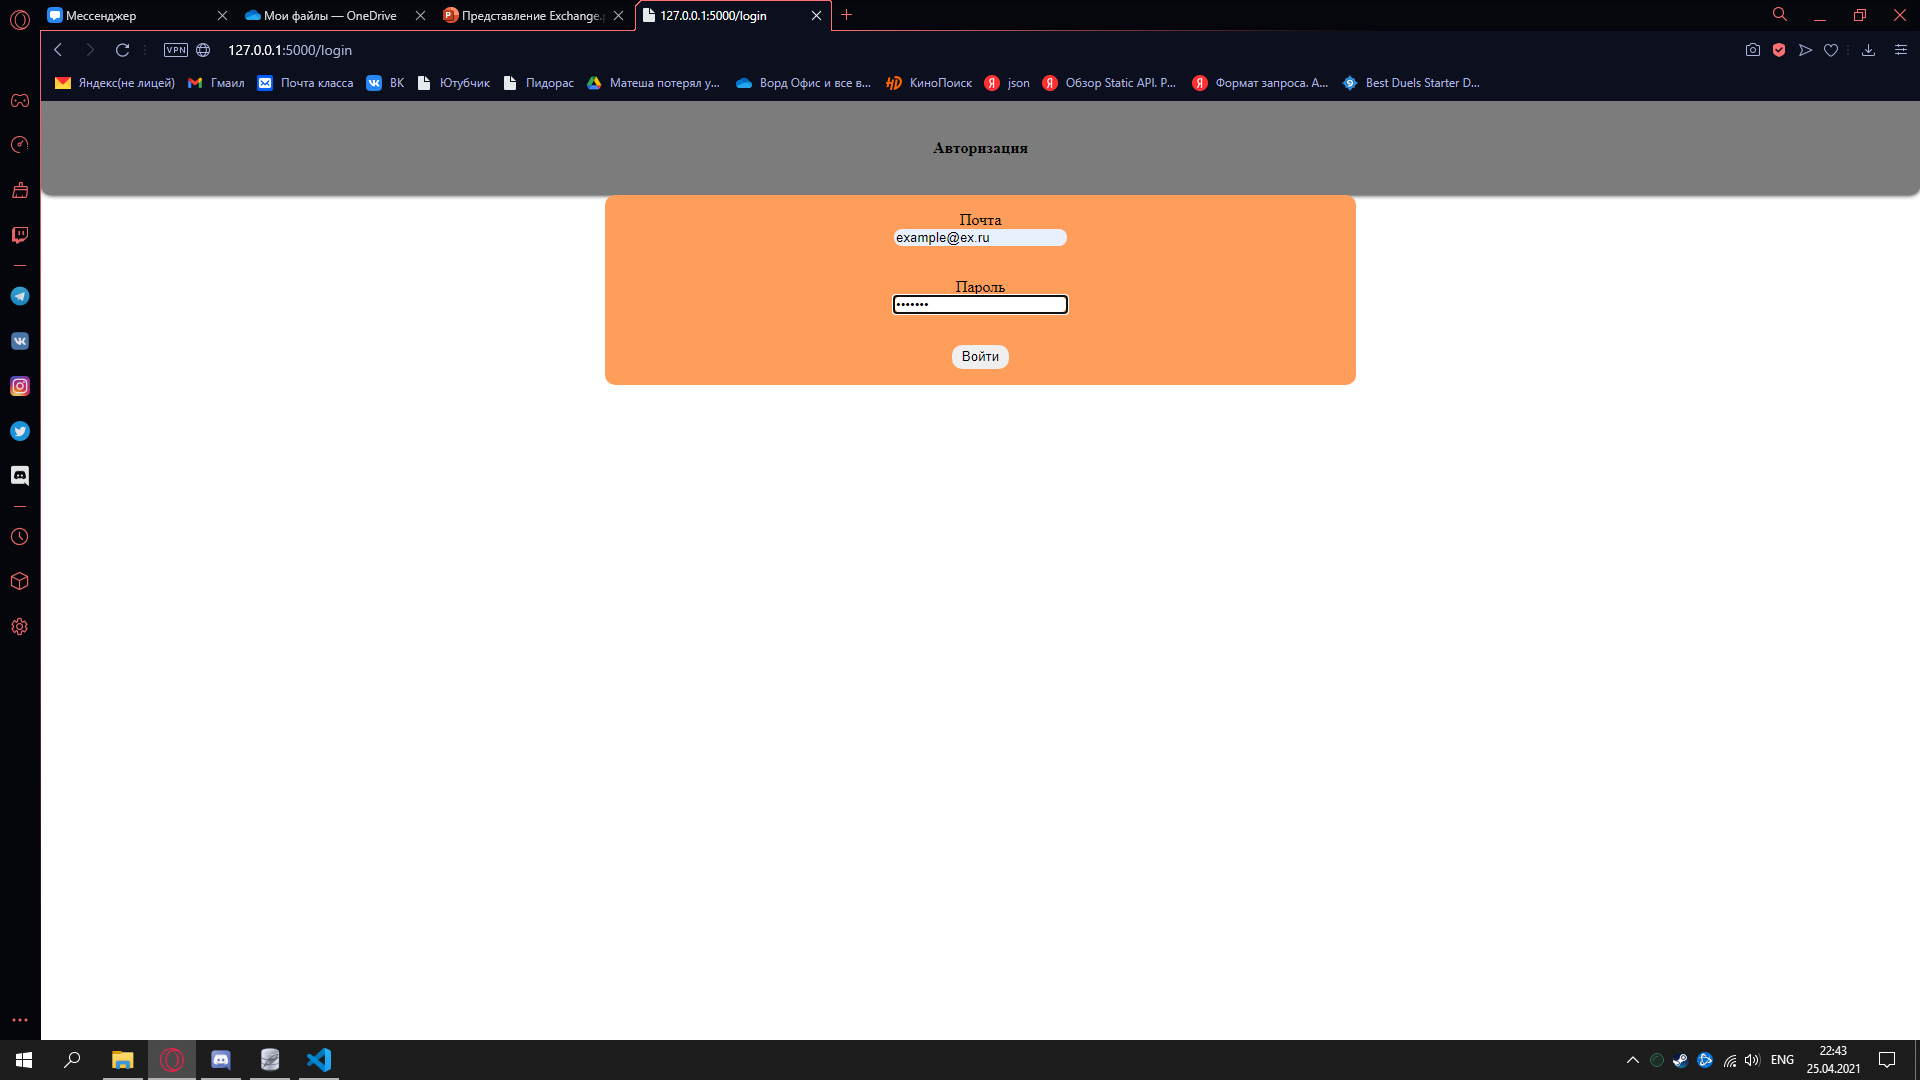 Мессенджер
Мои файлы — OneDrive
Представление Exchange.
127.0.0.1:5000/login
VPN
127.0.0.1:5000/login
Яндекс(не лицей)
Гмаил
Почта класса
ВК
Ютубчик
Пидорас
Матеша потерял у...
Ворд Офис и все в...
HD КиноПоиск
Я json
Я Обзор Static API. Р...
Я Формат запроса. А...
Best Duels Starter D...
Авторизация
Почта
example@ex.ru
Пароль
•••••••
Войти
ENG
22:43
25.04.2021